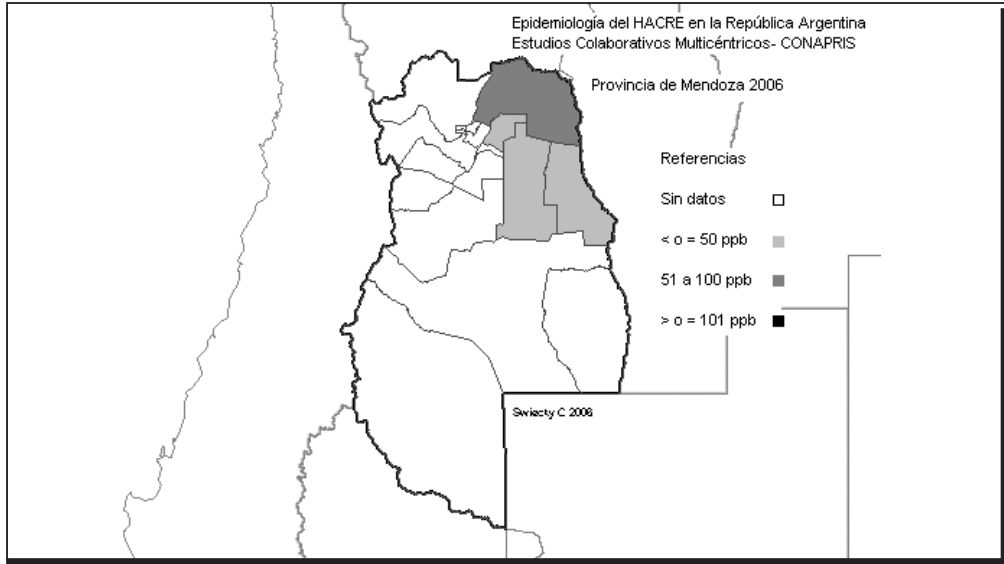 Epidemiología del HACRE en la República Argentina
Estudios Colaborativos Multicéntricos- CONAPRIS
Provincia de Mendoza 2006
Referencias
Sin datos
< o = 50 ppb
51 a 100 ppb
> o = 101 ppb
Swiecty C 2006